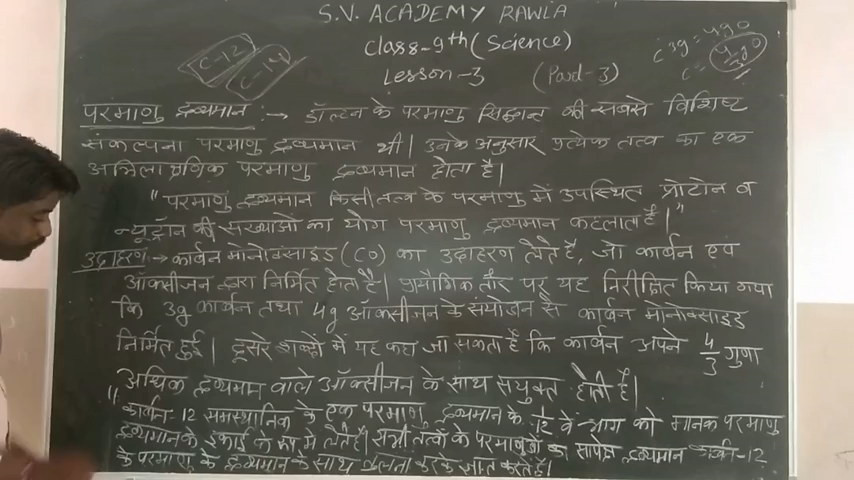 S.V. ACADEMY RAWLA
Class-9th (Science)
Lesson-3 (Part-3)
C-12
C-14
C 3g = 4g O
परमाणु द्रव्यमान :→ डॉल्टन के परमाणु सिद्धान्त की सबसे विशिष्ट
संकल्पना परमाणु द्रव्यमान थी। उनके अनुसार प्रत्येक तत्व का एक
अभिलाक्षणिक परमाणु द्रव्यमान होता है।
"परमाणु द्रव्यमान किसी तत्व के परमाणु में उपस्थित प्रोटोन व
न्यूट्रॉन की संख्याओं का योग परमाणु द्रव्यमान कहलाता है।"
उदाहरण → कार्बन मोनोक्साइड (CO) का उदाहरण लेते है, जो कार्बन एवं
ऑक्सीजन द्वारा निर्मित होता है। प्रायोगिक तौर पर यह निरीक्षित किया गया
कि 3g कार्बन तथा 4g ऑक्सीजन के संयोजन से कार्बन मोनोक्साइड
निर्मित हुई। दूसरे शब्दों में यह कहा जा सकता है कि कार्बन अपने 4/3 गुणा
अधिक द्रव्यमान वाले ऑक्सीजन के साथ संयुक्त होती है।
"कार्बन-12 समस्थानिक के एक परमाणु द्रव्यमान के 1/12 वे भाग को मानक परमाणु
द्रव्यमान के इकाई के रूप में लेते है। सभी तत्वों के परमाणुओं का सापेक्ष द्रव्यमान कार्बन-12
के परमाणु के द्रव्यमान के साथ तुलना करके ज्ञात करते है।